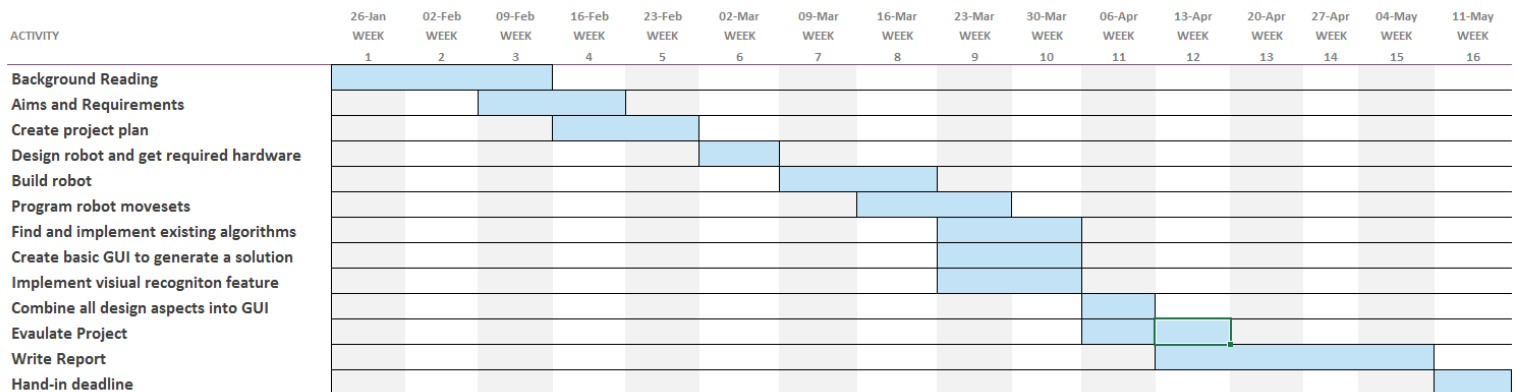 26-Jan 02-Feb 09-Feb 16-Feb 23-Feb 02-Mar 09-Mar 16-Mar 23-Mar 30-Mar 06-Apr 13-Apr 20-Apr 27-Apr 04-May 11-May
ACTIVITY WEEK WEEK WEEK WEEK WEEK WEEK WEEK WEEK WEEK WEEK WEEK WEEK WEEK WEEK WEEK WEEK
1 2 3 4 5 6 7 8 9 10 11 12 13 14 15 16
Background Reading
Aims and Requirements
Create project plan
Design robot and get required hardware
Build robot
Program robot movesets
Find and implement existing algorithms
Create basic GUI to generate a solution
Implement visiual recogniton feature
Combine all design aspects into GUI
Evaulate Project
Write Report
Hand-in deadline